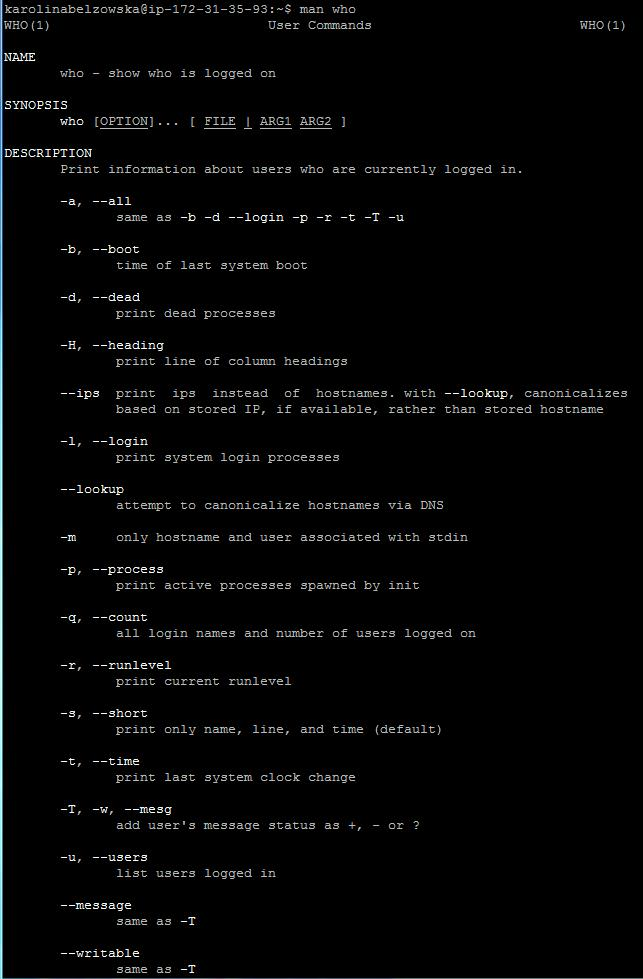 karolinabelzowska@ip-172-31-35-93:~$ man who
WHO(1) User Commands WHO(1)
NAME
who - show who is logged on
SYNOPSIS
who [OPTION]... [ FILE | ARG1 ARG2 ]
DESCRIPTION
Print information about users who are currently logged in.
-a, --all
same as -b -d --login -p -r -t -T -u
-b, --boot
time of last system boot
-d, --dead
print dead processes
-H, --heading
print line of column headings
--ips print ips instead of hostnames. with --lookup, canonicalizes
based on stored IP, if available, rather than stored hostname
-l, --login
print system login processes
--lookup
attempt to canonicalize hostnames via DNS
-m only hostname and user associated with stdin
-p, --process
print active processes spawned by init
-q, --count
all login names and number of users logged on
-r, --runlevel
print current runlevel
-s, --short
print only name, line, and time (default)
-t, --time
print last system clock change
-T, -w, --mesg
add user's message status as +, - or ?
-u, --users
list users logged in
--message
same as -T
--writable
same as -T